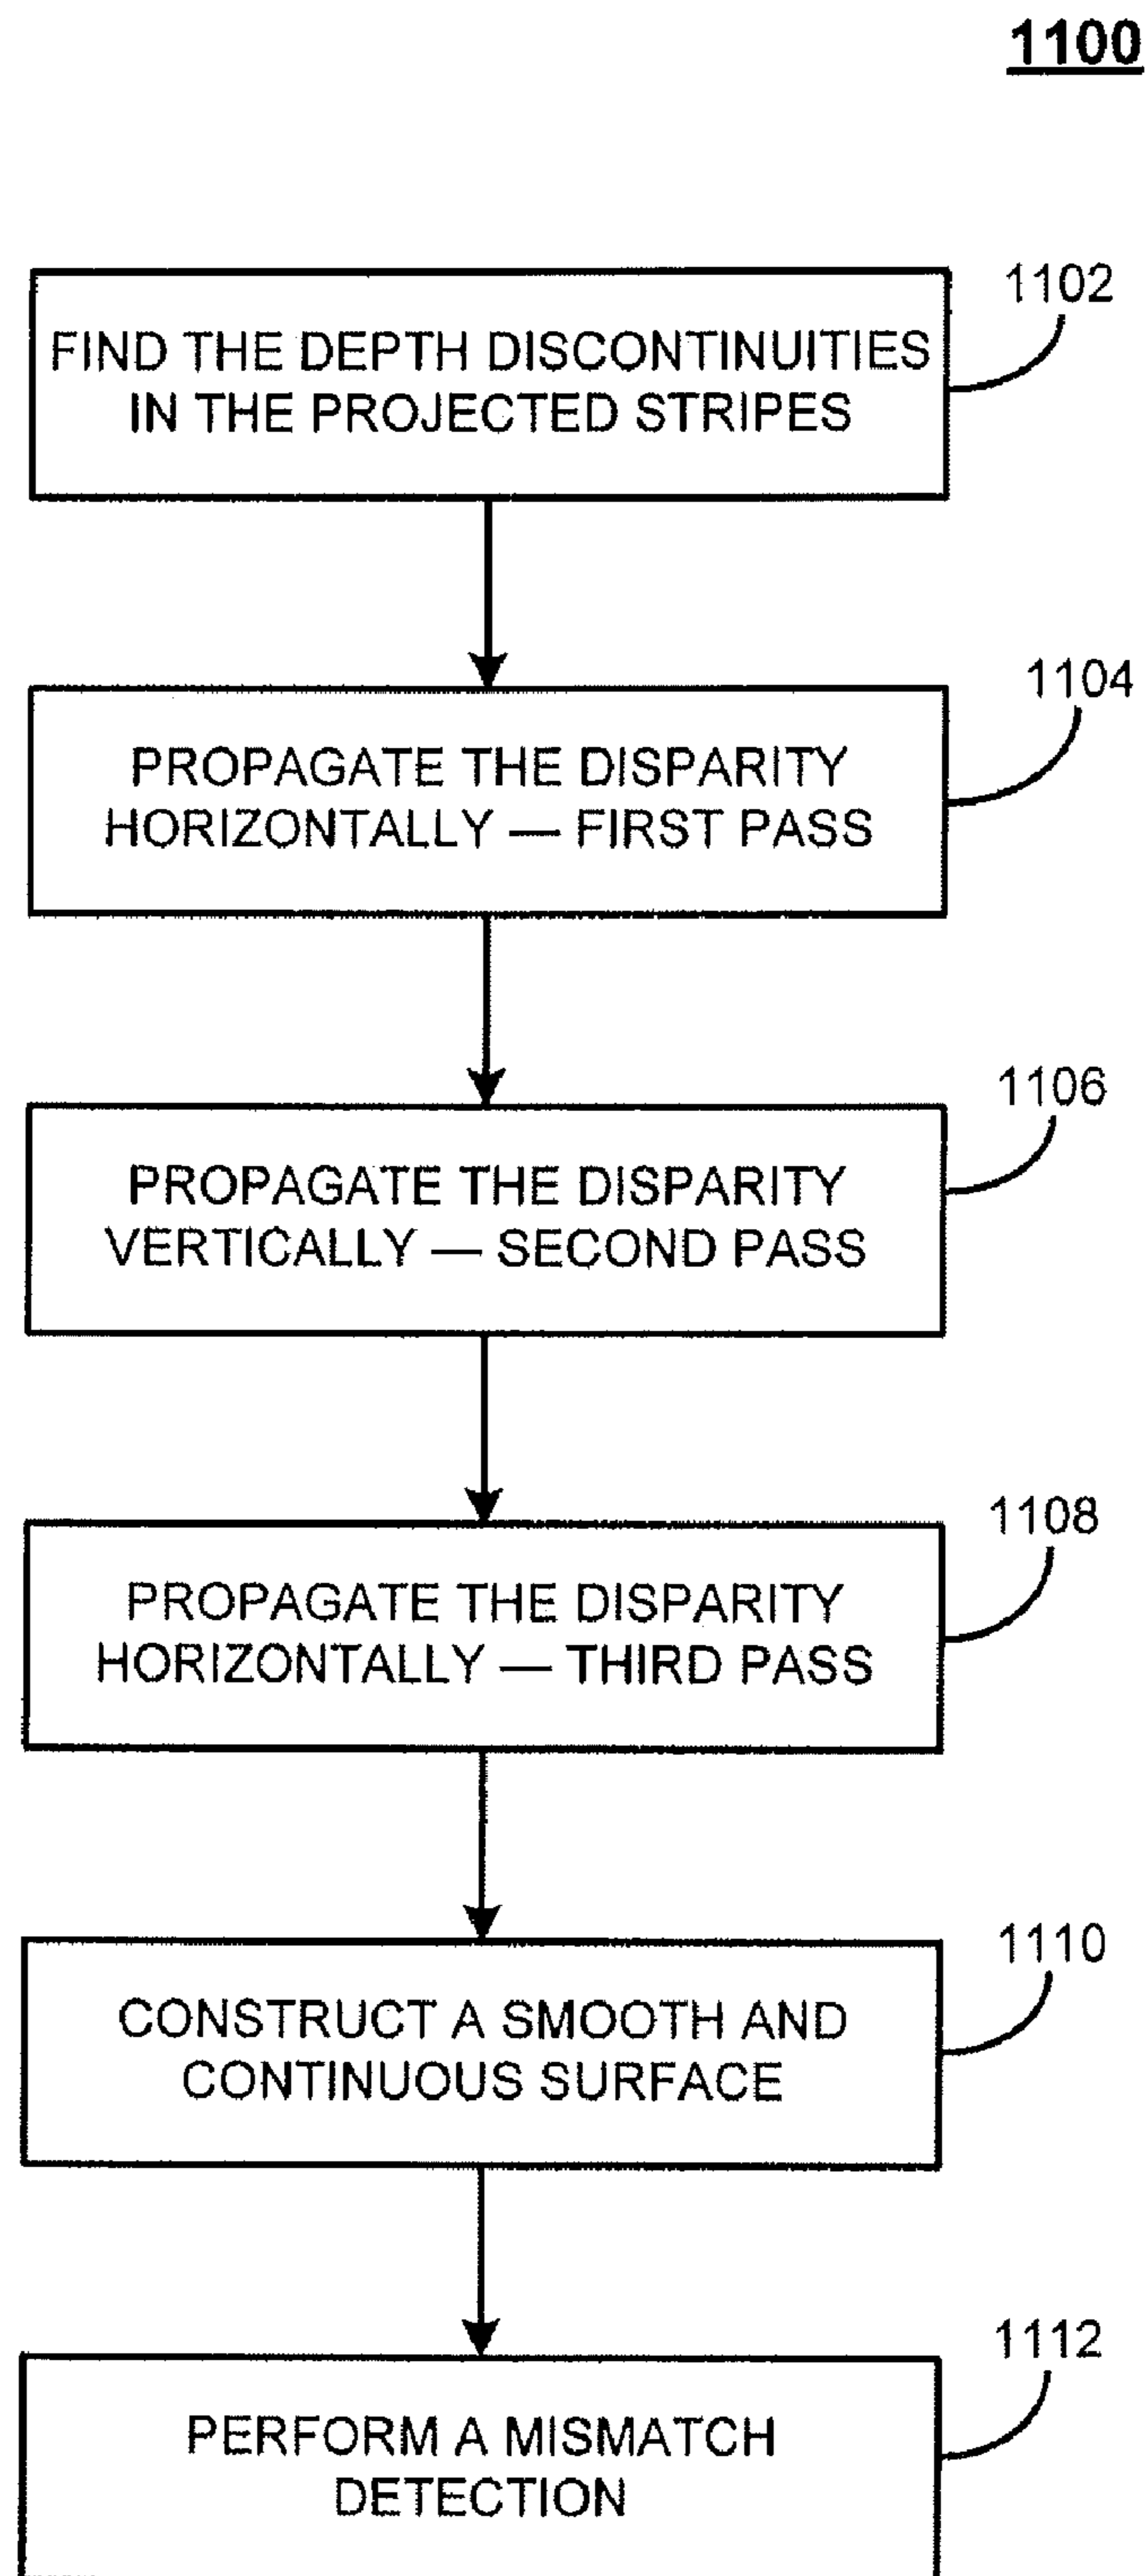 1100
1102
FIND THE DEPTH DISCONTINUITIES
IN THE PROJECTED STRIPES
1104
PROPAGATE THE DISPARITY
HORIZONTALLY — FIRST PASS
1106
PROPAGATE THE DISPARITY
VERTICALLY — SECOND PASS
1108
PROPAGATE THE DISPARITY
HORIZONTALLY — THIRD PASS
1110
CONSTRUCT A SMOOTH AND
CONTINUOUS SURFACE
1112
PERFORM A MISMATCH
DETECTION